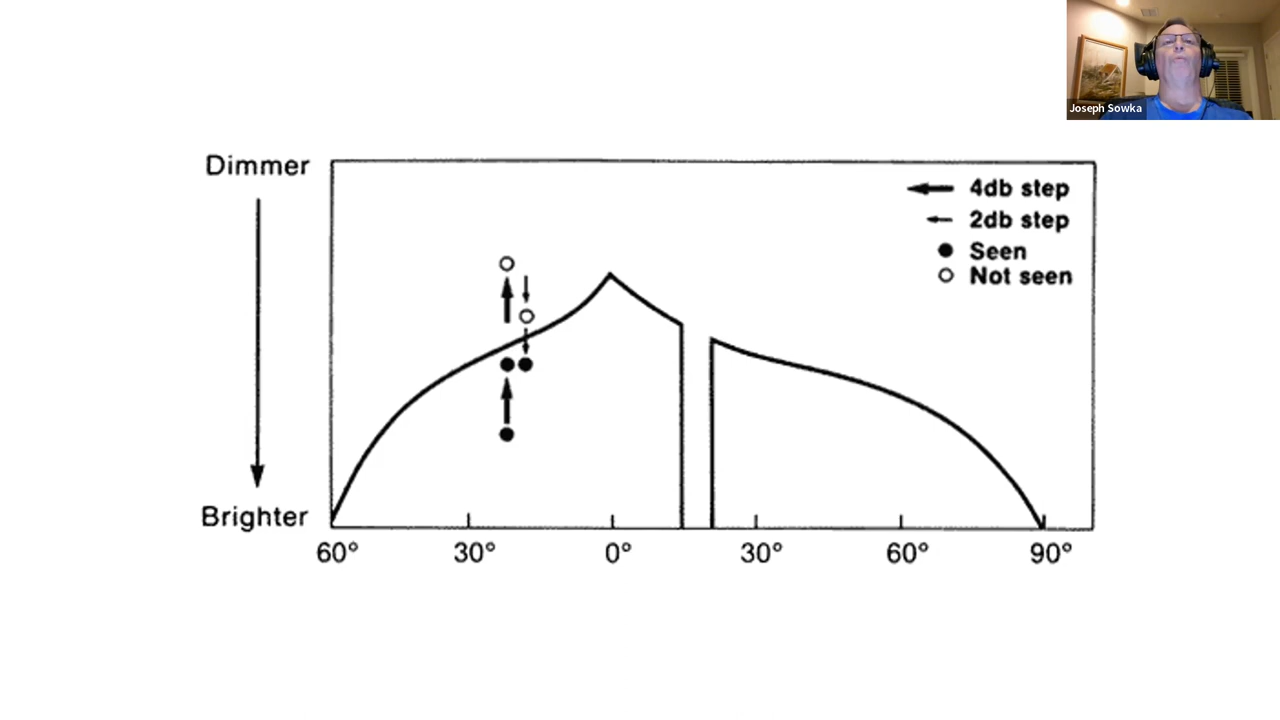 Joseph Sowka
Dimmer
4db step
2db step
Seen
Not seen
Brighter
60° 30° 0° 30° 60° 90°